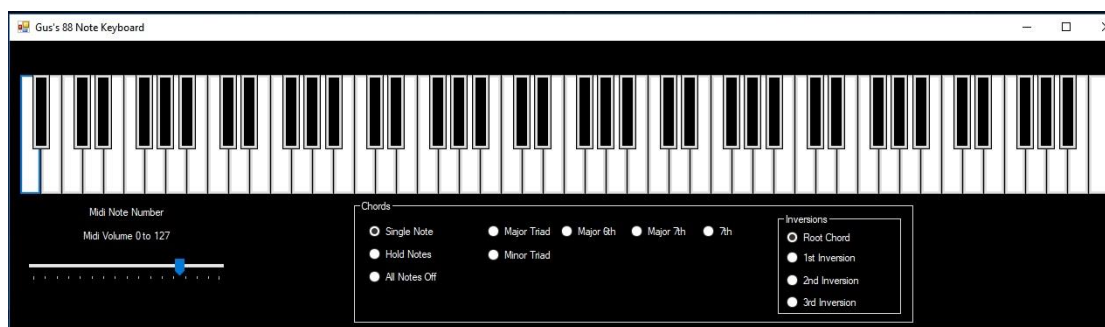 Gus's 88 Note Keyboard
Midi Note Number
Midi Volume 0 to 127
Chords
Single Note
Major Triad
Major 6th
Major 7th
7th
Hold Notes
Minor Triad
All Notes Off
Inversions
Root Chord
1st Inversion
2nd Inversion
3rd Inversion